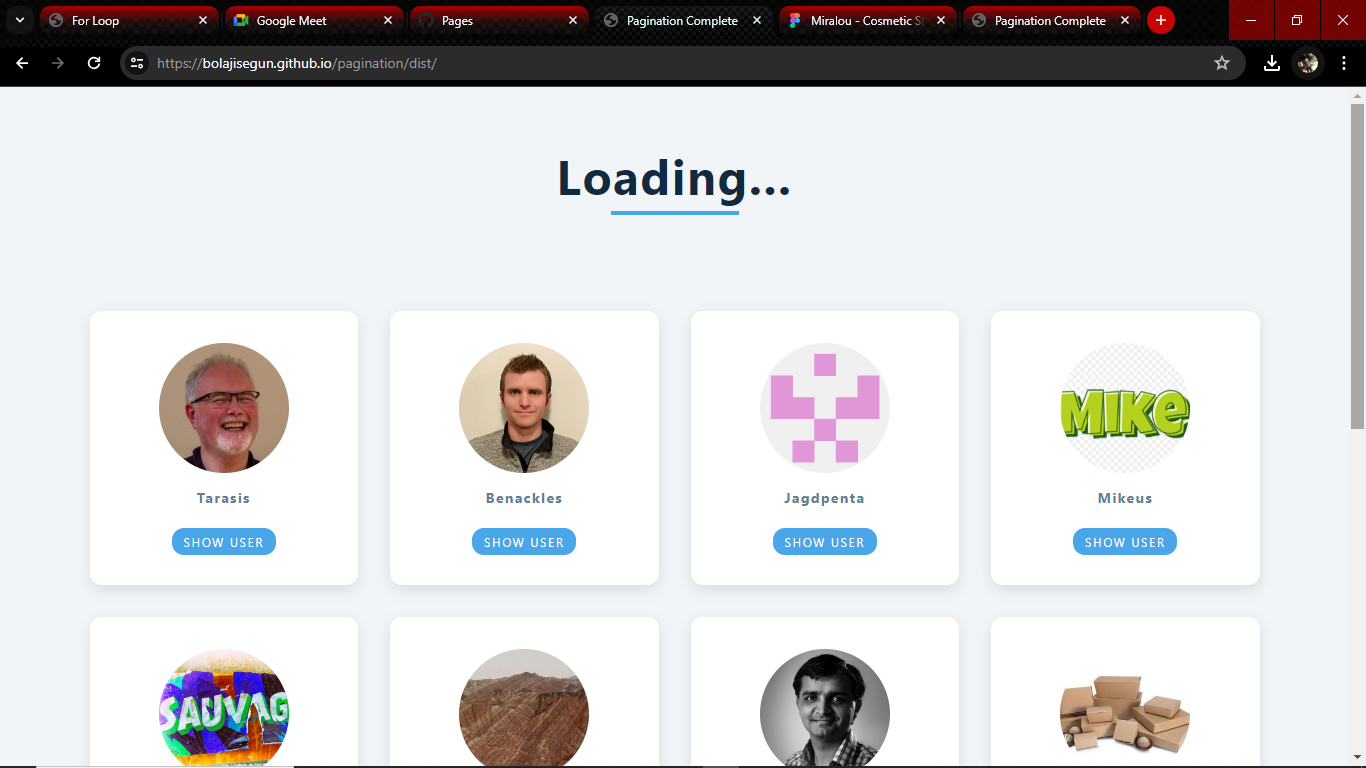 For Loop
Google Meet
Pages
Pagination Complete
Miralou - Cosmetic S
Pagination Complete
https://bolajisegun.github.io/pagination/dist/
Loading...
Tarasis
Benackles
Jagdpenta
MIKE
Mikeus
SHOW USER
SHOW USER
SHOW USER
SHOW USER
SAUVAG